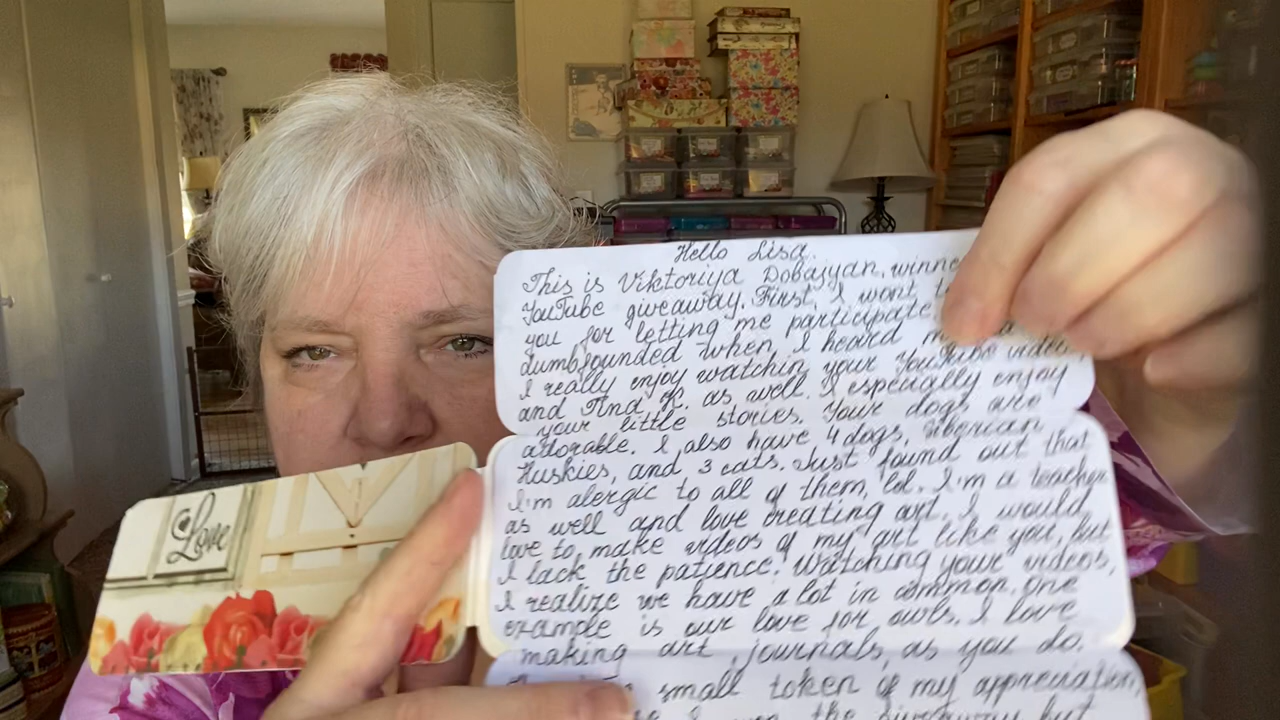 Hello Lisa.
This is Viktoriya Dobajyan, winne
YouTube giveaway. First, I wont t
you for letting me participate.
dumbfounded when I heard m
I really enjoy watchin your YouTube video
and Tina as well. I especially enjoy
your little stories. Your dogs are
adorable. I also have 4 dogs, Siberian
Huskies, and 3 cats. Just found out that
I'm alergic to all of them, lol. I'm a teacher
as well and love creating art. I would
love to make videos of my art like you, but
I lack the patience. Watching your videos,
I realize we have a lot in common. One
example is our love for owls. I love
making art journals, as you do.
small token of my appreciation,
the giveaway but
Love